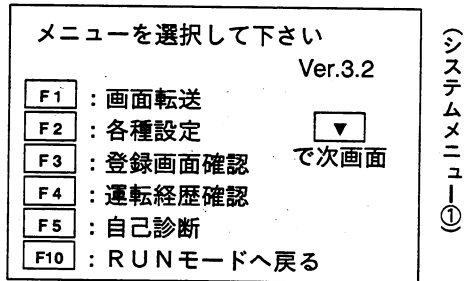 メニューを選択して下さい
Ver.3.2
F1 : 画面転送
F2 : 各種設定
▼
F3 : 登録画面確認
で次画面
F4 : 運転経歴確認
F5 : 自己診断
F10 : RUNモードへ戻る
(システムメニュー①)